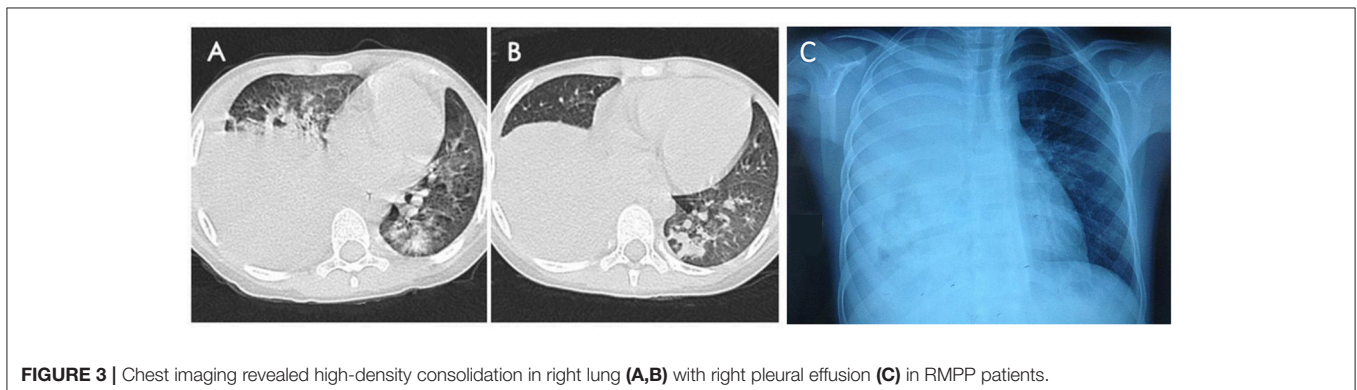 A
B
C
FIGURE 3 | Chest imaging revealed high-density consolidation in right lung (A,B) with right pleural effusion (C) in RMPP patients.